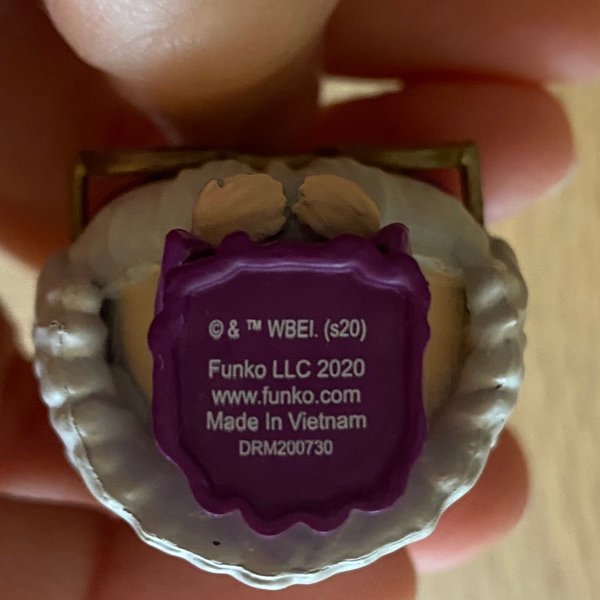 © & ™ WBEI. (s20)
Funko LLC 2020
www.funko.com
Made In Vietnam
DRM200730